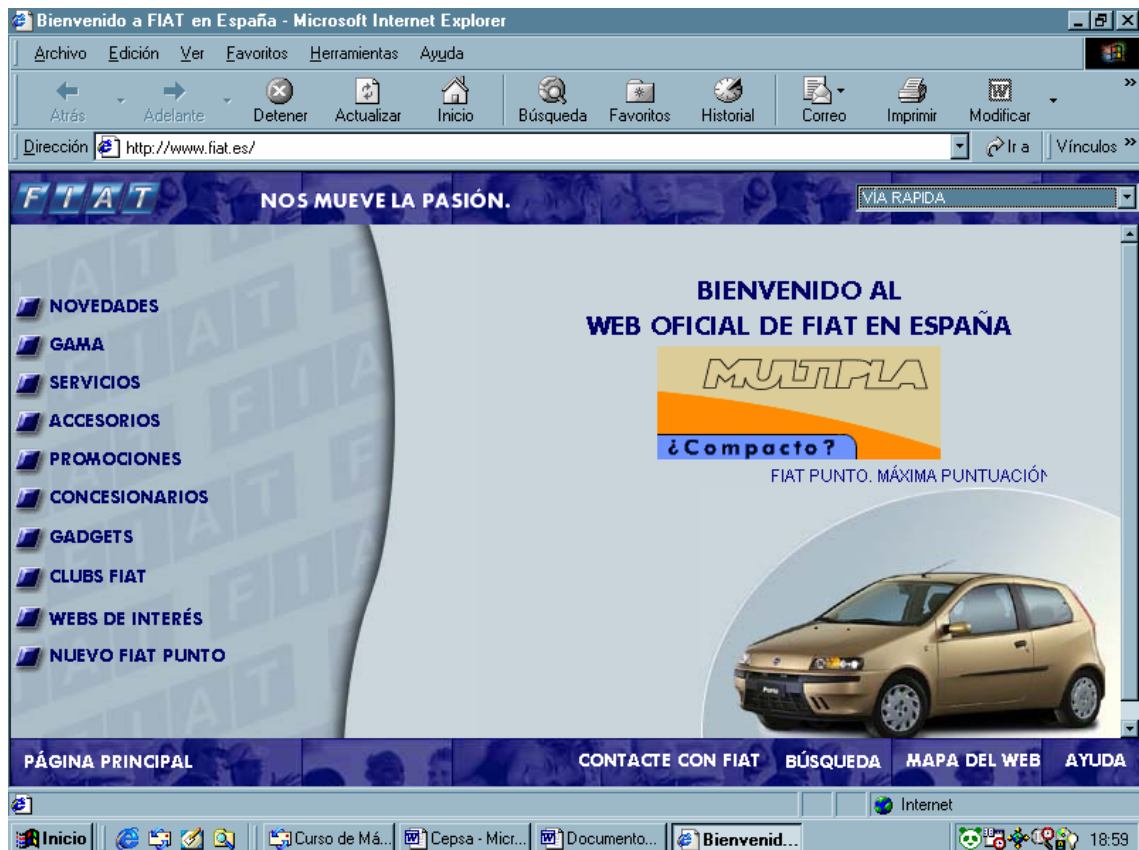 Bienvenido a FIAT en España - Microsoft Internet Explorer
Archivo Edición Ver Favoritos Herramientas Ayuda
Atrás Adelante Detener Actualizar Inicio Búsqueda Favoritos Historial Correo Imprimir Modificar »
Dirección http://www.fiat.es/ Ir a Vínculos »
FIAT NOS MUEVE LA PASIÓN. VÍA RAPIDA
BIENVENIDO AL
WEB OFICIAL DE FIAT EN ESPAÑA
MULTIPLA
¿Compacto?
FIAT PUNTO. MÁXIMA PUNTUACIÓN
NOVEDADES
GAMA
SERVICIOS
ACCESORIOS
PROMOCIONES
CONCESIONARIOS
GADGETS
CLUBS FIAT
WEBS DE INTERÉS
NUEVO FIAT PUNTO
Punto
PÁGINA PRINCIPAL CONTACTE CON FIAT BÚSQUEDA MAPA DEL WEB AYUDA
Internet
Inicio Curso de Má... Cepsa - Micr... Documento... Bienvenid... 18:59